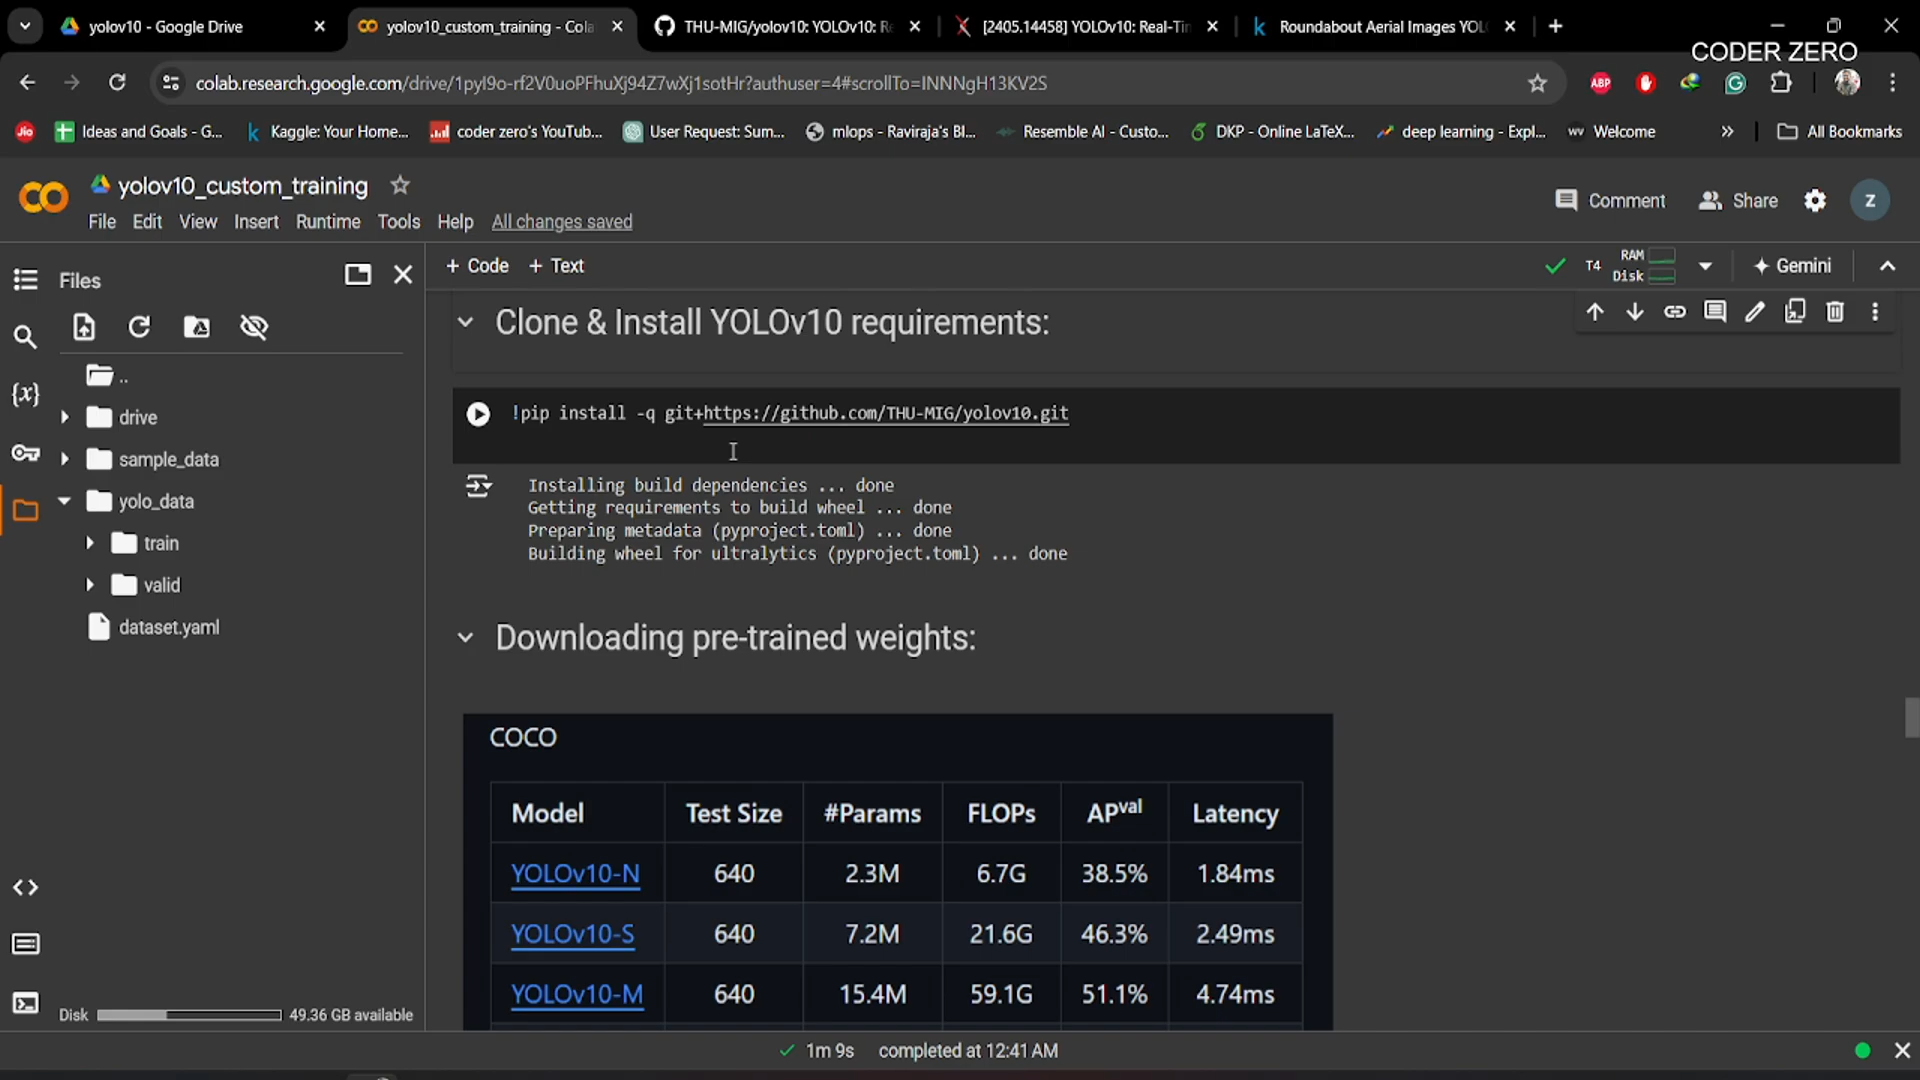 yolov10 - Google Drive
yolov10_custom_training - Cola
THU-MIG/yolov10: YOLOv10: Re
[2405.14458] YOLOv10: Real-Tin
Roundabout Aerial Images YOL
CODER ZERO
colab.research.google.com/drive/1pyI9o-rf2V0uoPFhuXj94Z7wXj1sotHr?authuser=4#scrollTo=INNNgH13KV2S
ABP
Jio
Ideas and Goals - G...
Kaggle: Your Home...
coder zero's YouTub...
User Request: Sum...
mlops - Raviraja's Bl...
Resemble AI - Custo...
DKP - Online LaTeX...
deep learning - Expl...
Welcome
All Bookmarks
yolov10_custom_training
File Edit View Insert Runtime Tools Help All changes saved
Comment
Share
Z
Files
+ Code + Text
T4
RAM
Disk
Gemini
..
drive
sample_data
yolo_data
train
valid
dataset.yaml
{x}
Disk
49.36 GB available
Clone & Install YOLOv10 requirements:
!pip install -q git+https://github.com/THU-MIG/yolov10.git
Installing build dependencies ... done
Getting requirements to build wheel ... done
Preparing metadata (pyproject.toml) ... done
Building wheel for ultralytics (pyproject.toml) ... done
Downloading pre-trained weights:
COCO
Model Test Size #Params FLOPs APval Latency
YOLOv10-N 640 2.3M 6.7G 38.5% 1.84ms
YOLOv10-S 640 7.2M 21.6G 46.3% 2.49ms
YOLOv10-M 640 15.4M 59.1G 51.1% 4.74ms
1m 9s completed at 12:41 AM